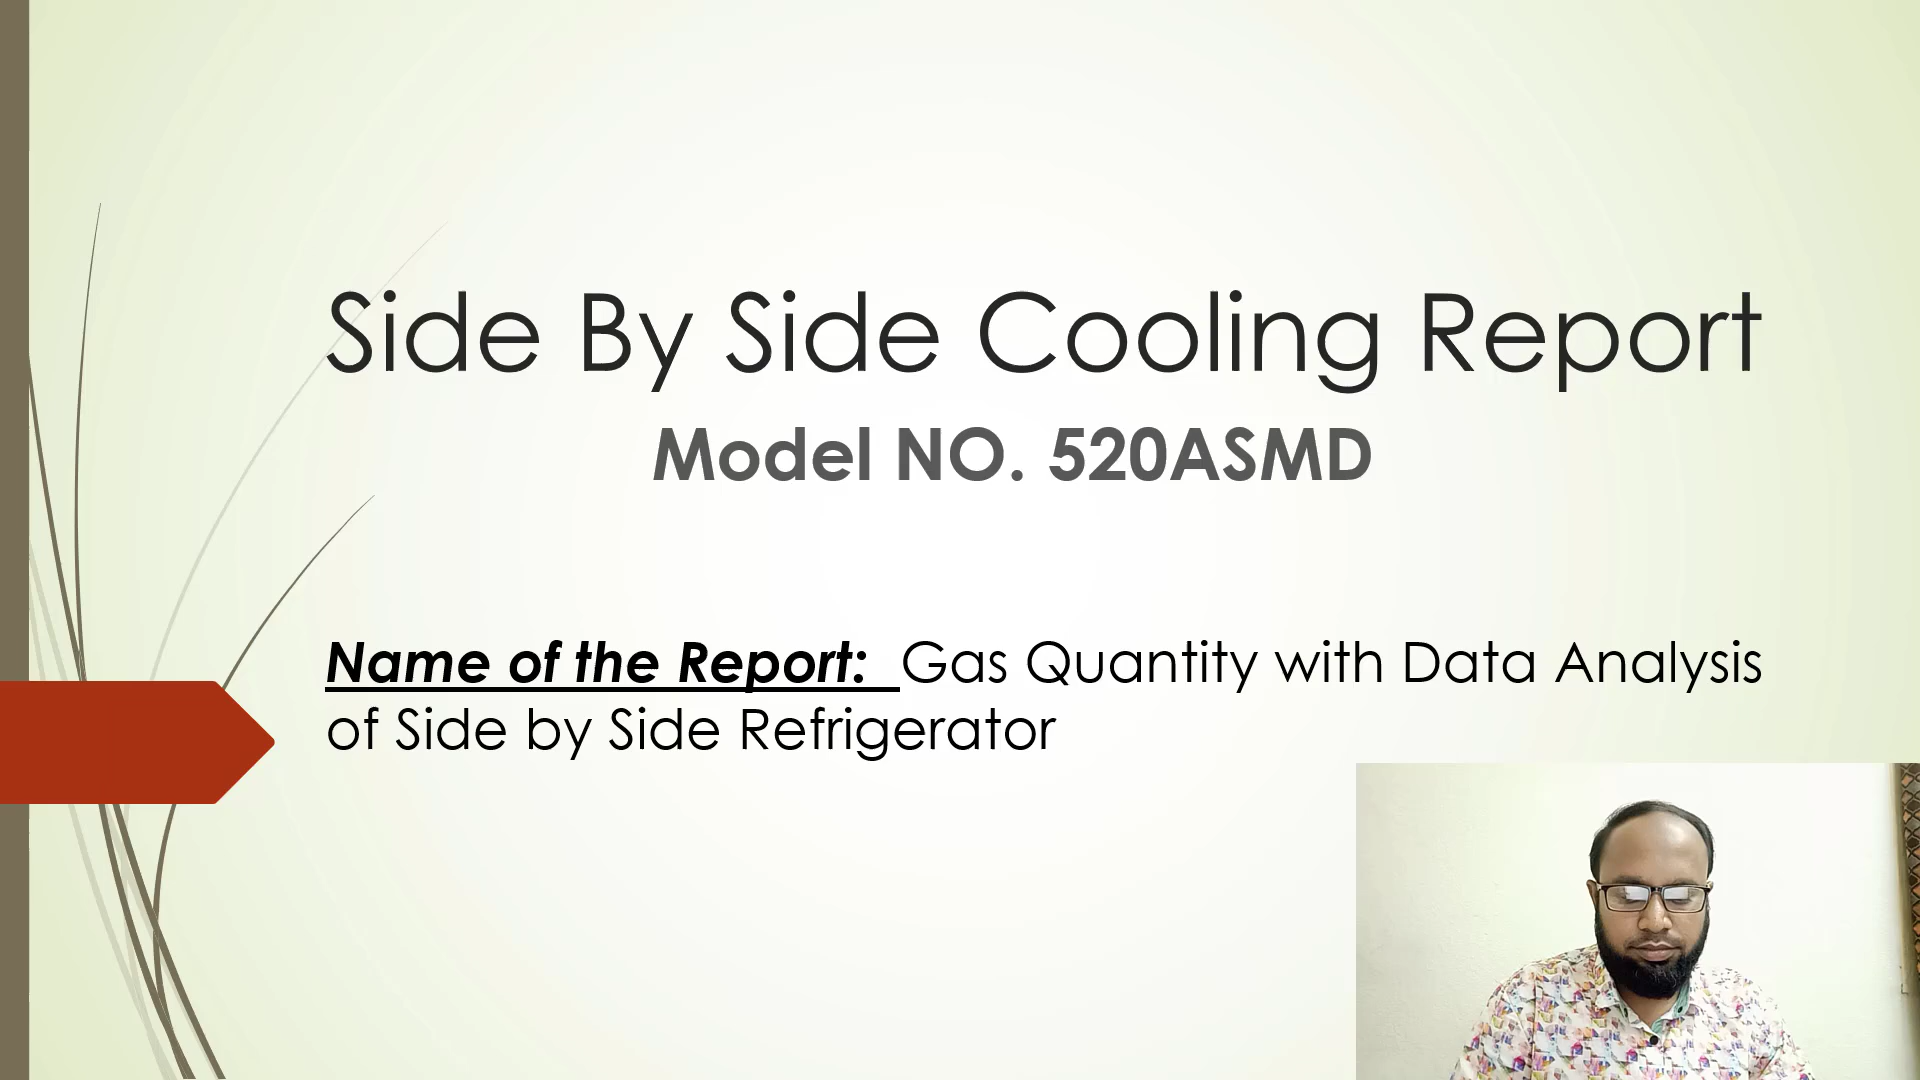 Side By Side Cooling Report
Model NO. 520ASMD
Name of the Report: Gas Quantity with Data Analysis
of Side by Side Refrigerator